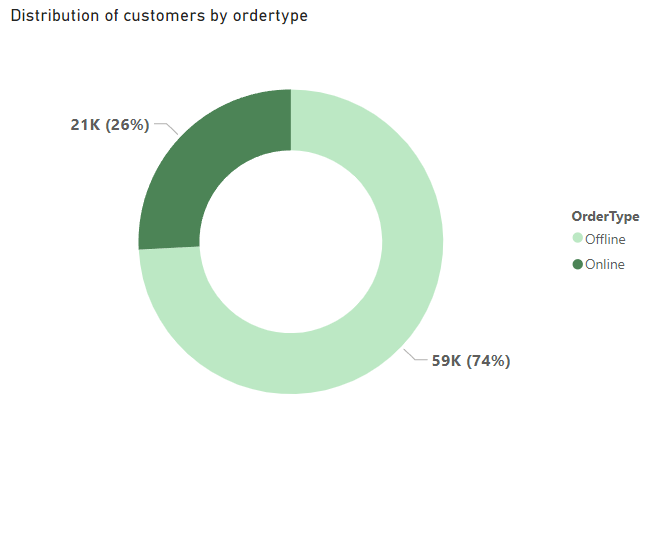 Distribution of customers by ordertype
21K (26%)
OrderType
Offline
Online
59K (74%)